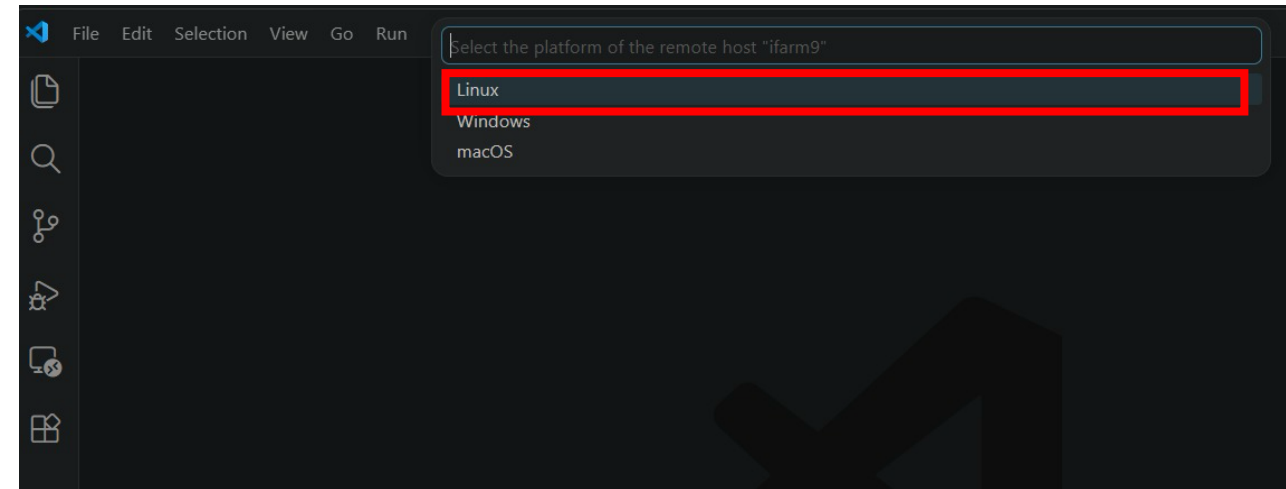 File Edit Selection View Go Run
Select the platform of the remote host "ifarm9"
Linux
Windows
macOS